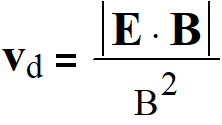 v_d = |E · B| / B^2